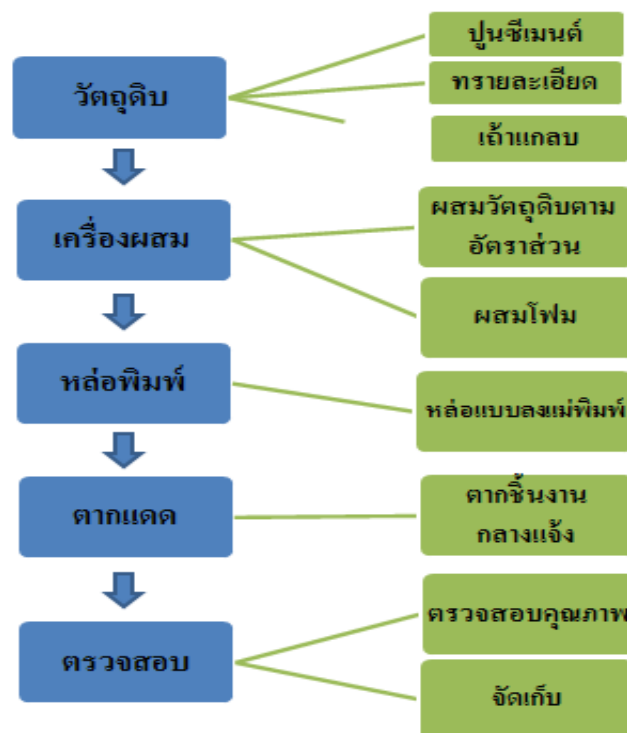 ปูนซีเมนต์
วัตถุดิบ
ทรายละเอียด
เถ้าแกลบ
ผสมวัตถุดิบตาม
อัตราส่วน
เครื่องผสม
ผสมโฟม
หล่อพิมพ์
หล่อแบบลงแม่พิมพ์
ตากแดด
ตากชิ้นงาน
กลางแจ้ง
ตรวจสอบคุณภาพ
ตรวจสอบ
จัดเก็บ